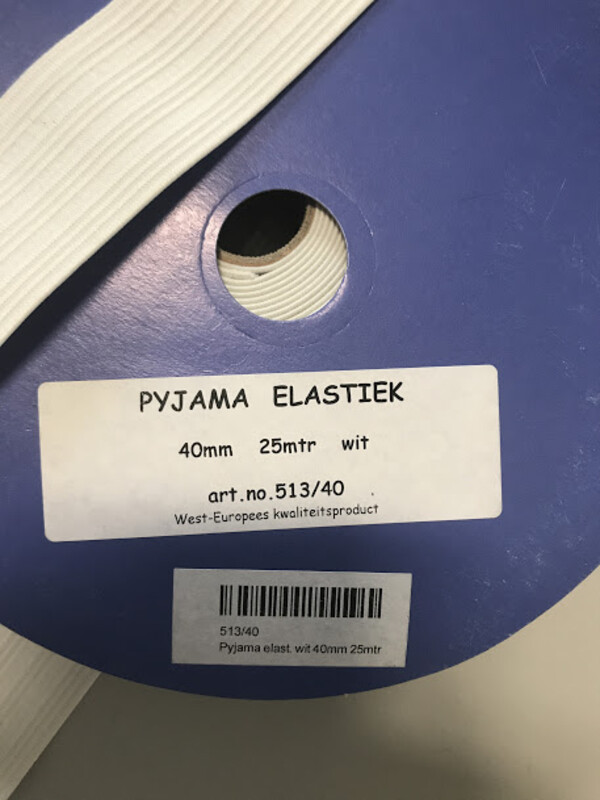 PYJAMA ELASTIEK
40mm 25mtr wit
art.no.513/40
West-Europees kwaliteitsproduct
513/40
Pyjama elast. wit 40mm 25mtr